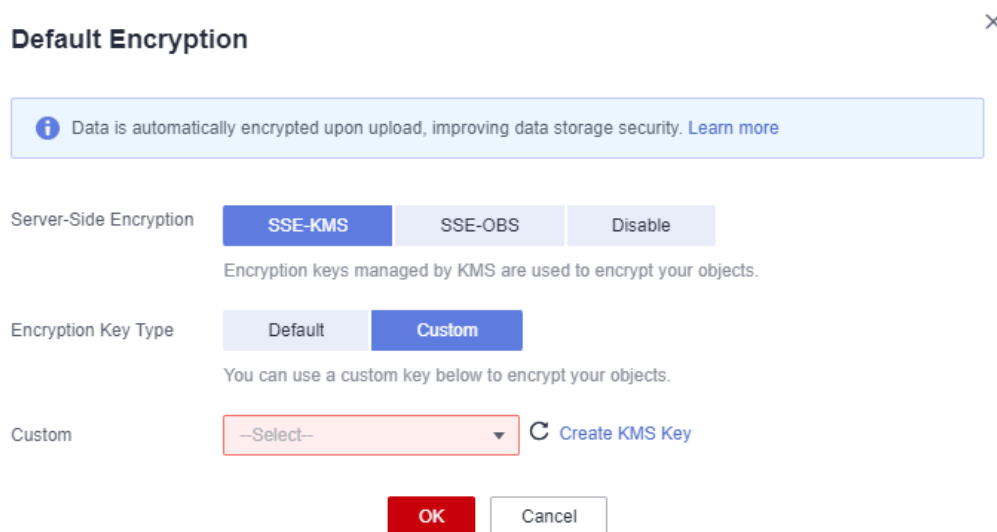 Default Encryption
Data is automatically encrypted upon upload, improving data storage security. Learn more
Server-Side Encryption SSE-KMS SSE-OBS Disable
Encryption keys managed by KMS are used to encrypt your objects.
Encryption Key Type Default Custom
You can use a custom key below to encrypt your objects.
Custom --Select-- Create KMS Key
OK Cancel